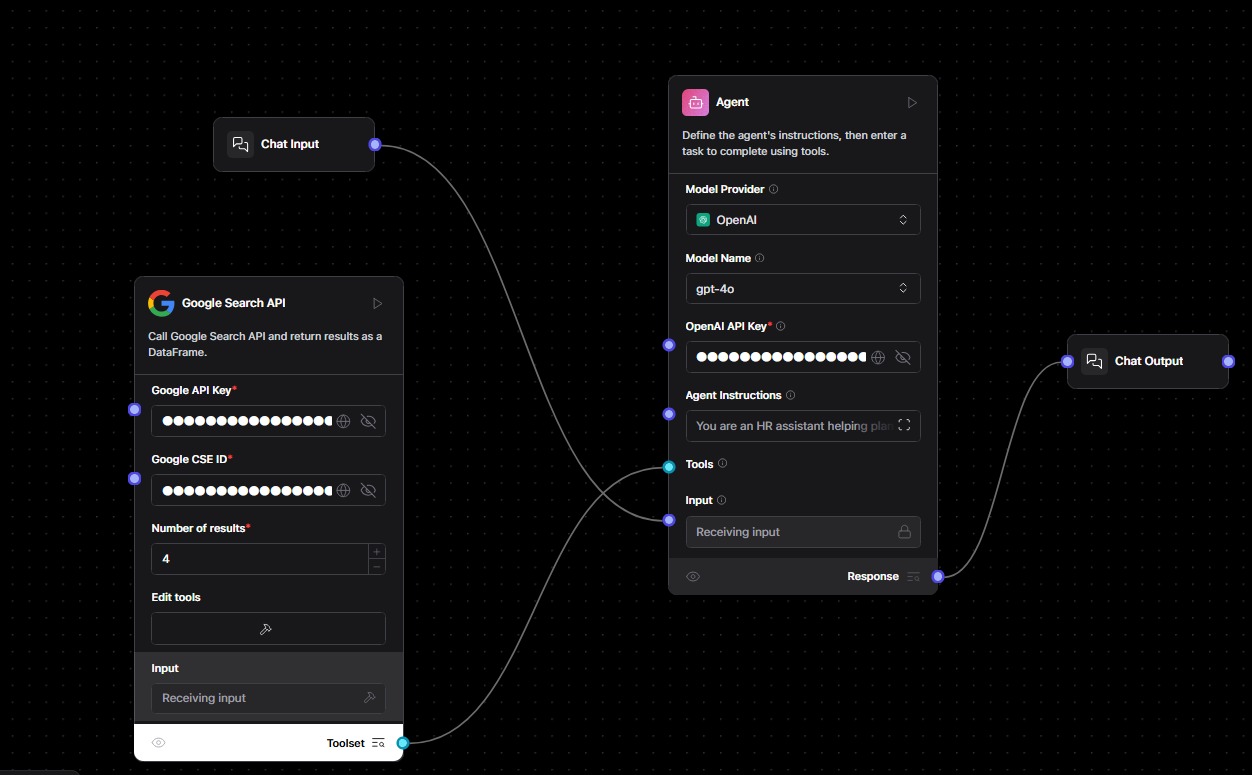 Chat Input
Google Search API
Call Google Search API and return results as a
DataFrame.
Google API Key*
Google CSE ID*
Number of results*
4
Edit tools
Input
Receiving input
Toolset
Agent
Define the agent's instructions, then enter a
task to complete using tools.
Model Provider
OpenAI
Model Name
gpt-4o
OpenAI API Key*
Agent Instructions
You are an HR assistant helping plan
Tools
Input
Receiving input
Response
Chat Output